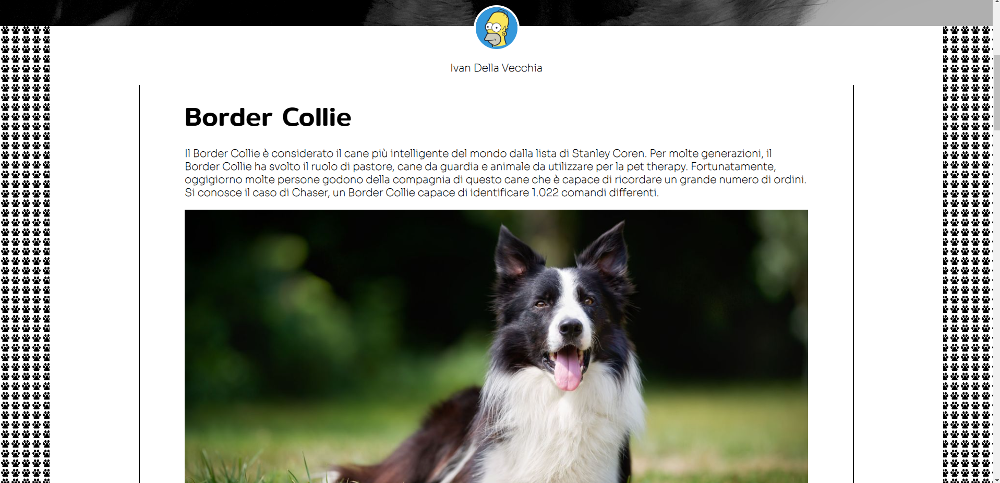 Ivan Della Vecchia
Border Collie
Il Border Collie è considerato il cane più intelligente del mondo dalla lista di Stanley Coren. Per molte generazioni, il
Border Collie ha svolto il ruolo di pastore, cane da guardia e animale da utilizzare per la pet therapy. Fortunatamente,
oggigiorno molte persone godono della compagnia di questo cane che è capace di ricordare un grande numero di ordini.
Si conosce il caso di Chaser, un Border Collie capace di identificare 1.022 comandi differenti.